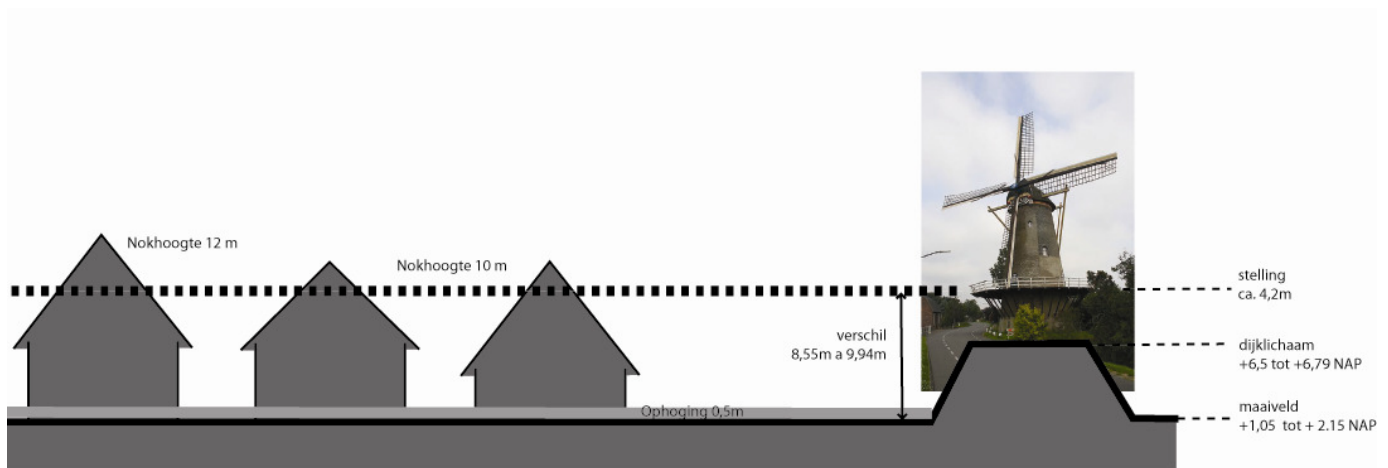 Nokhoogte 12 m
Nokhoogte 10 m
stelling
ca. 4,2m
verschil
8,55m a 9,94m
dijklichaam
+6,5 tot +6,79 NAP
Ophoging 0,5m
maaiveld
+1,05 tot + 2.15 NAP